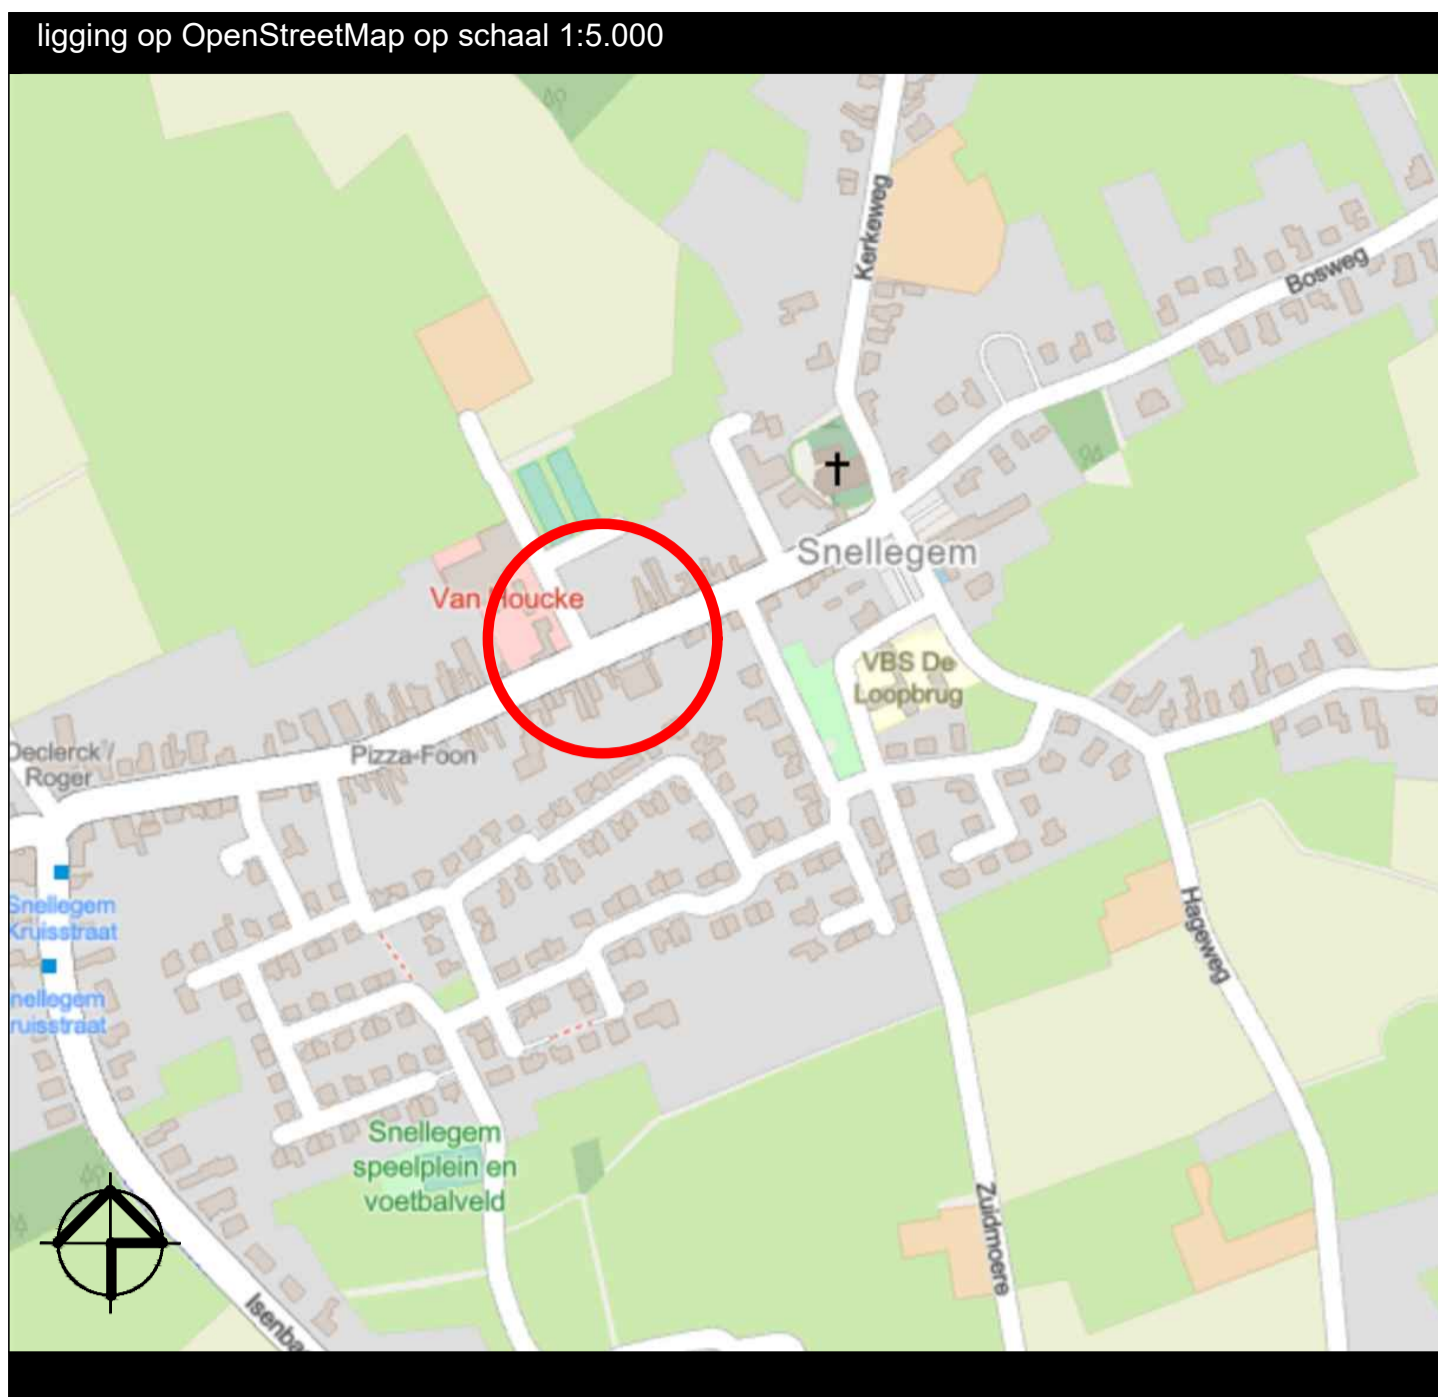 ligging op OpenStreetMap op schaal 1:5.000
Kerkeweg
Bosweg
Snellegem
Van Houcke
VBS De
Loopbrug
Declerck /
Roger
Pizza-Foon
Snellegem
Kruisstraat
nellegem
ruisstraat
Hageweg
Snellegem
speelplein en
voetbalveld
Zuidmoere
Isenba